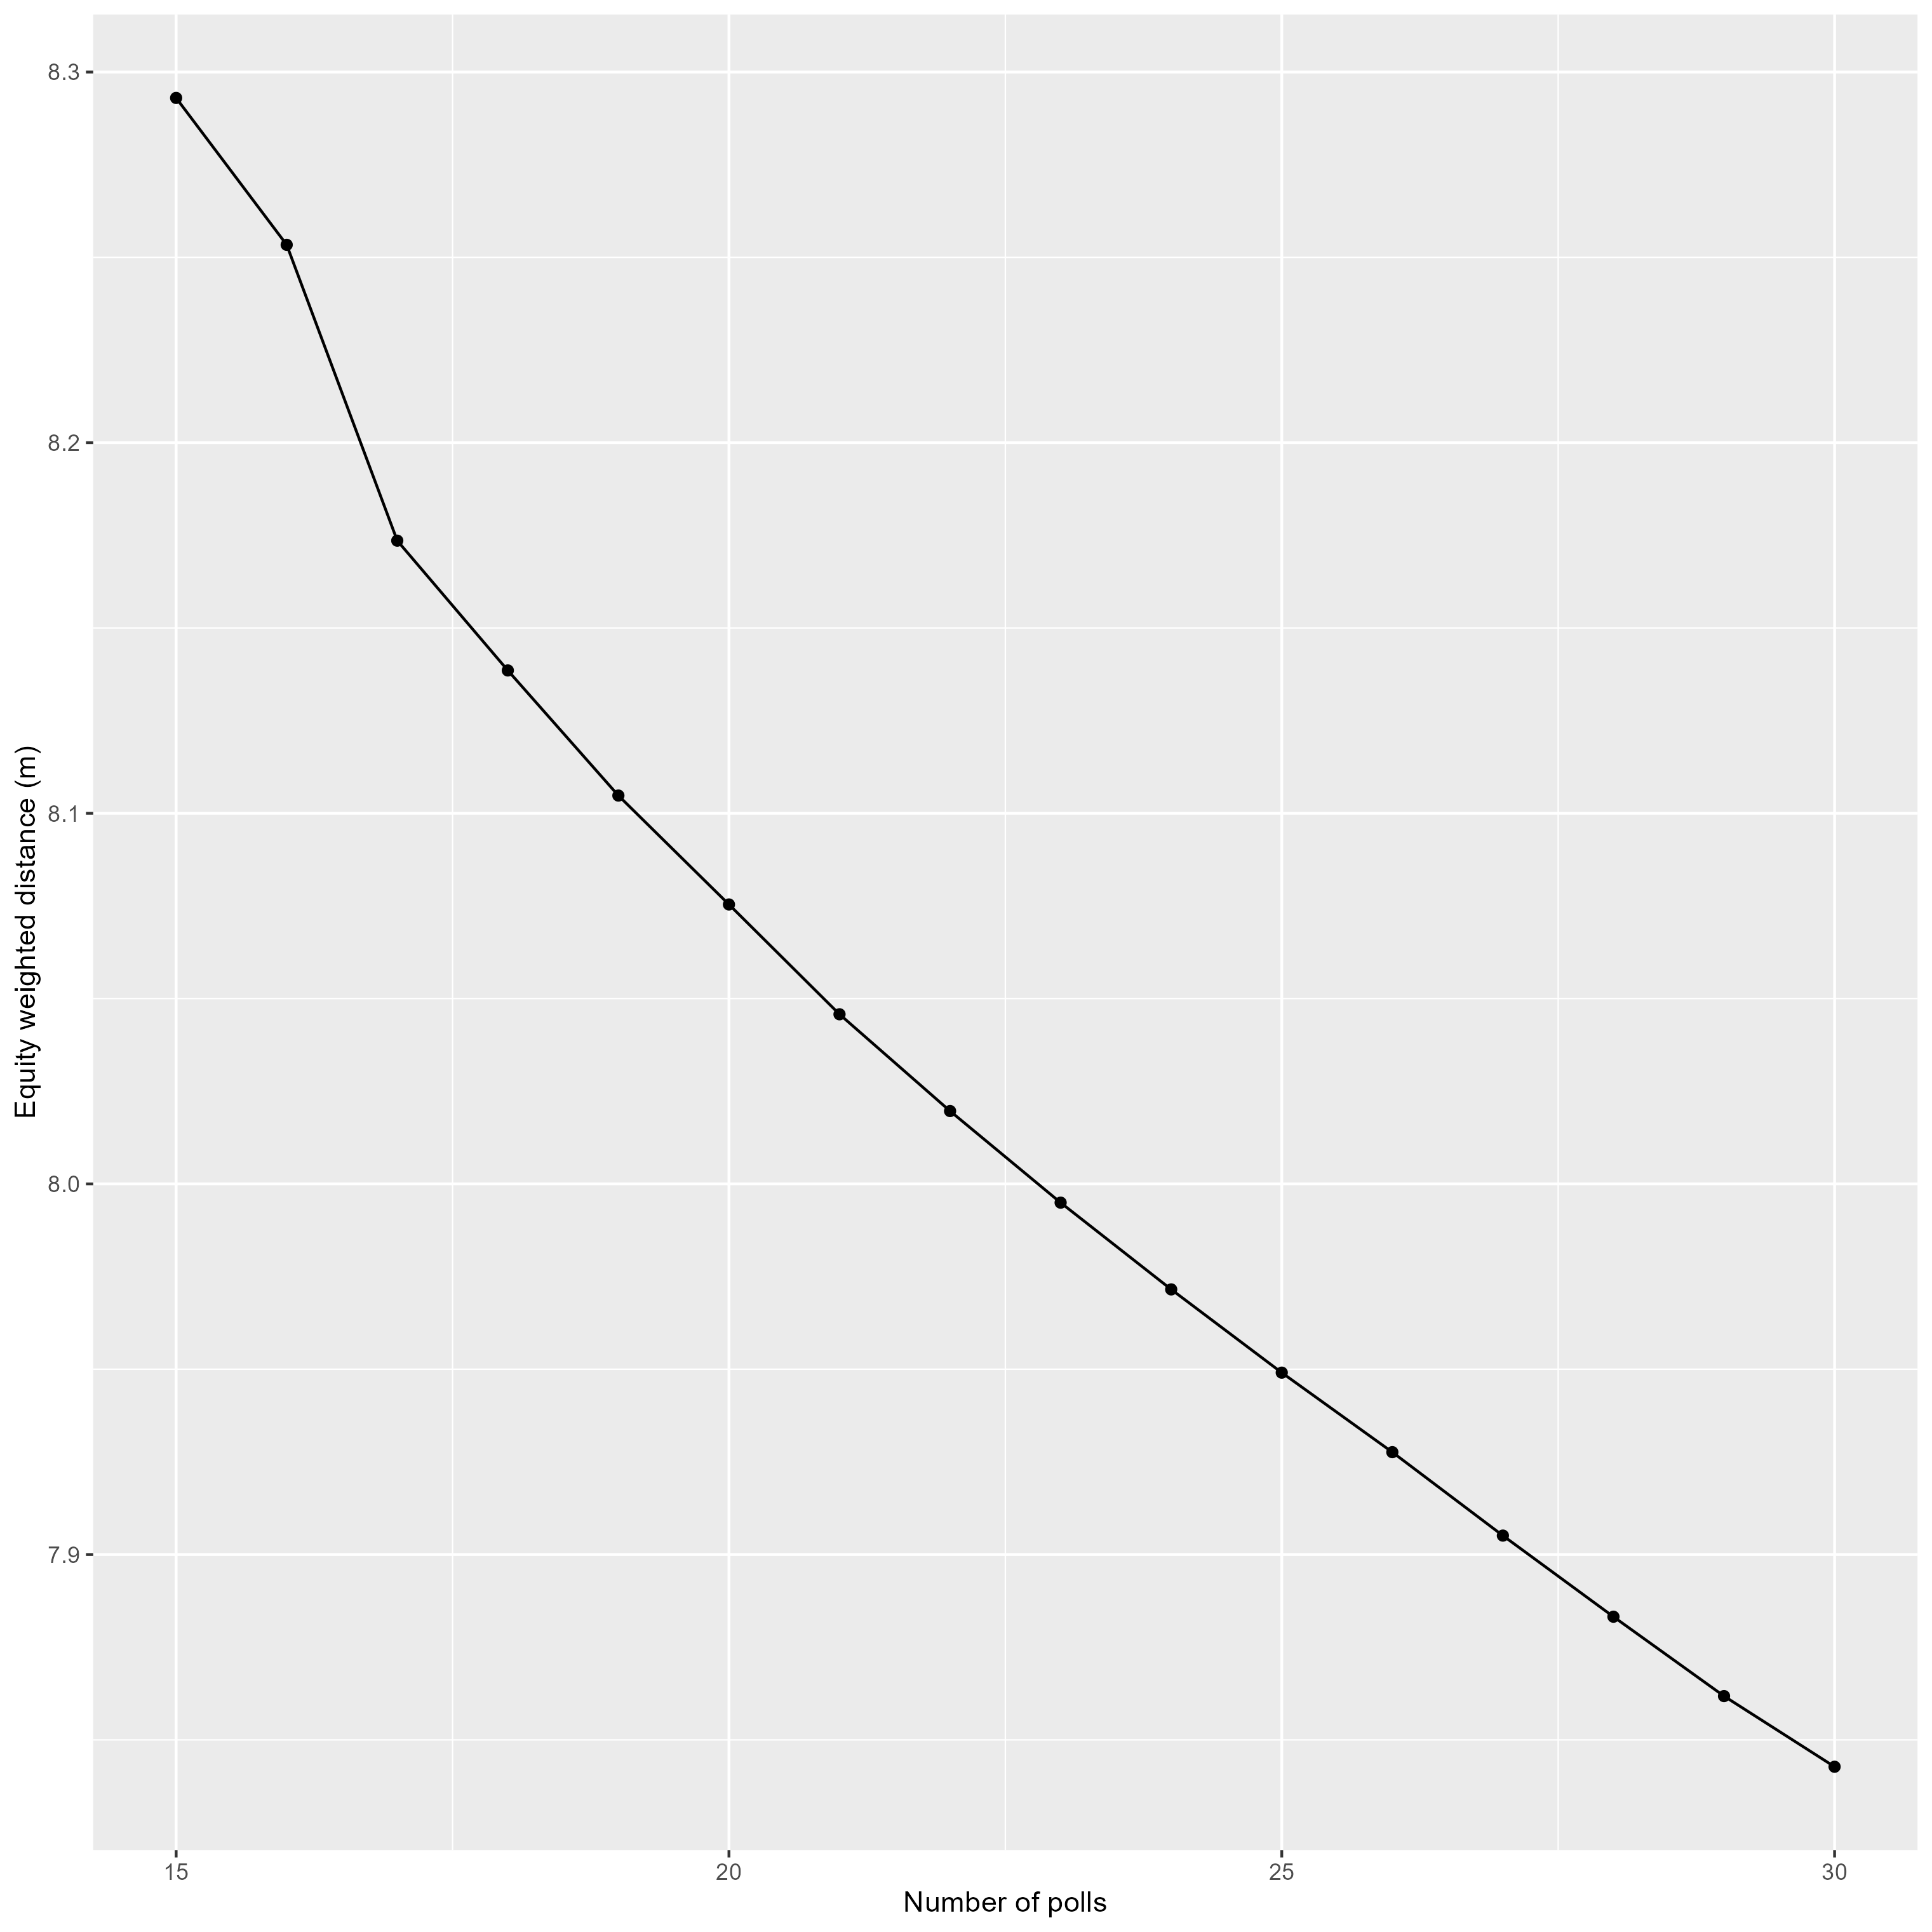 Equity weighted distance (m)
8.3
8.2
8.1
8.0
7.9
15 20 25 30
Number of polls